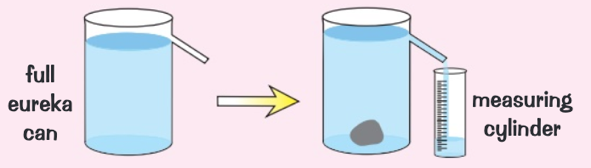 full
eureka
can
measuring
cylinder